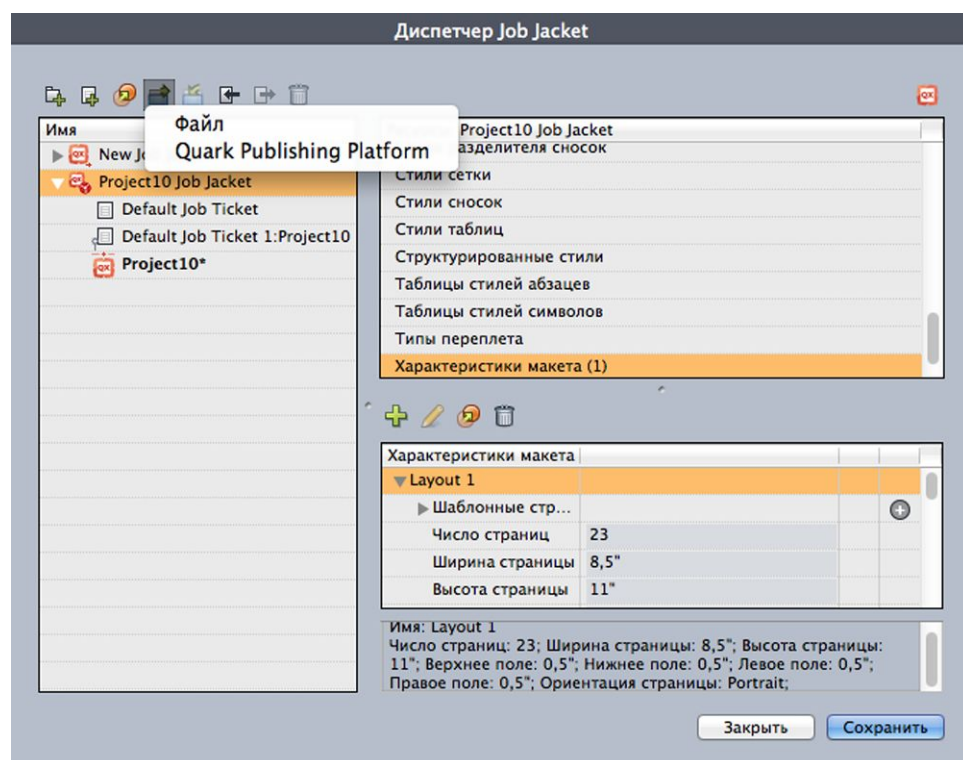 Диспетчер Job Jacket
Имя
Файл
Quark Publishing Platform
New J
Project10 Job Jacket
Default Job Ticket
Default Job Ticket 1:Project10
Project10*
Project10 Job Jacket
азделителя сносок
Стили сетки
Стили сносок
Стили таблиц
Структурированные стили
Таблицы стилей абзацев
Таблицы стилей символов
Типы переплета
Характеристики макета (1)
Характеристики макета
Layout 1
Шаблонные стр...
Число страниц 23
Ширина страницы 8,5"
Высота страницы 11"
Имя: Layout 1
Число страниц: 23; Ширина страницы: 8,5"; Высота страницы:
11"; Верхнее поле: 0,5"; Нижнее поле: 0,5"; Левое поле: 0,5";
Правое поле: 0,5"; Ориентация страницы: Portrait;
Закрыть
Сохранить